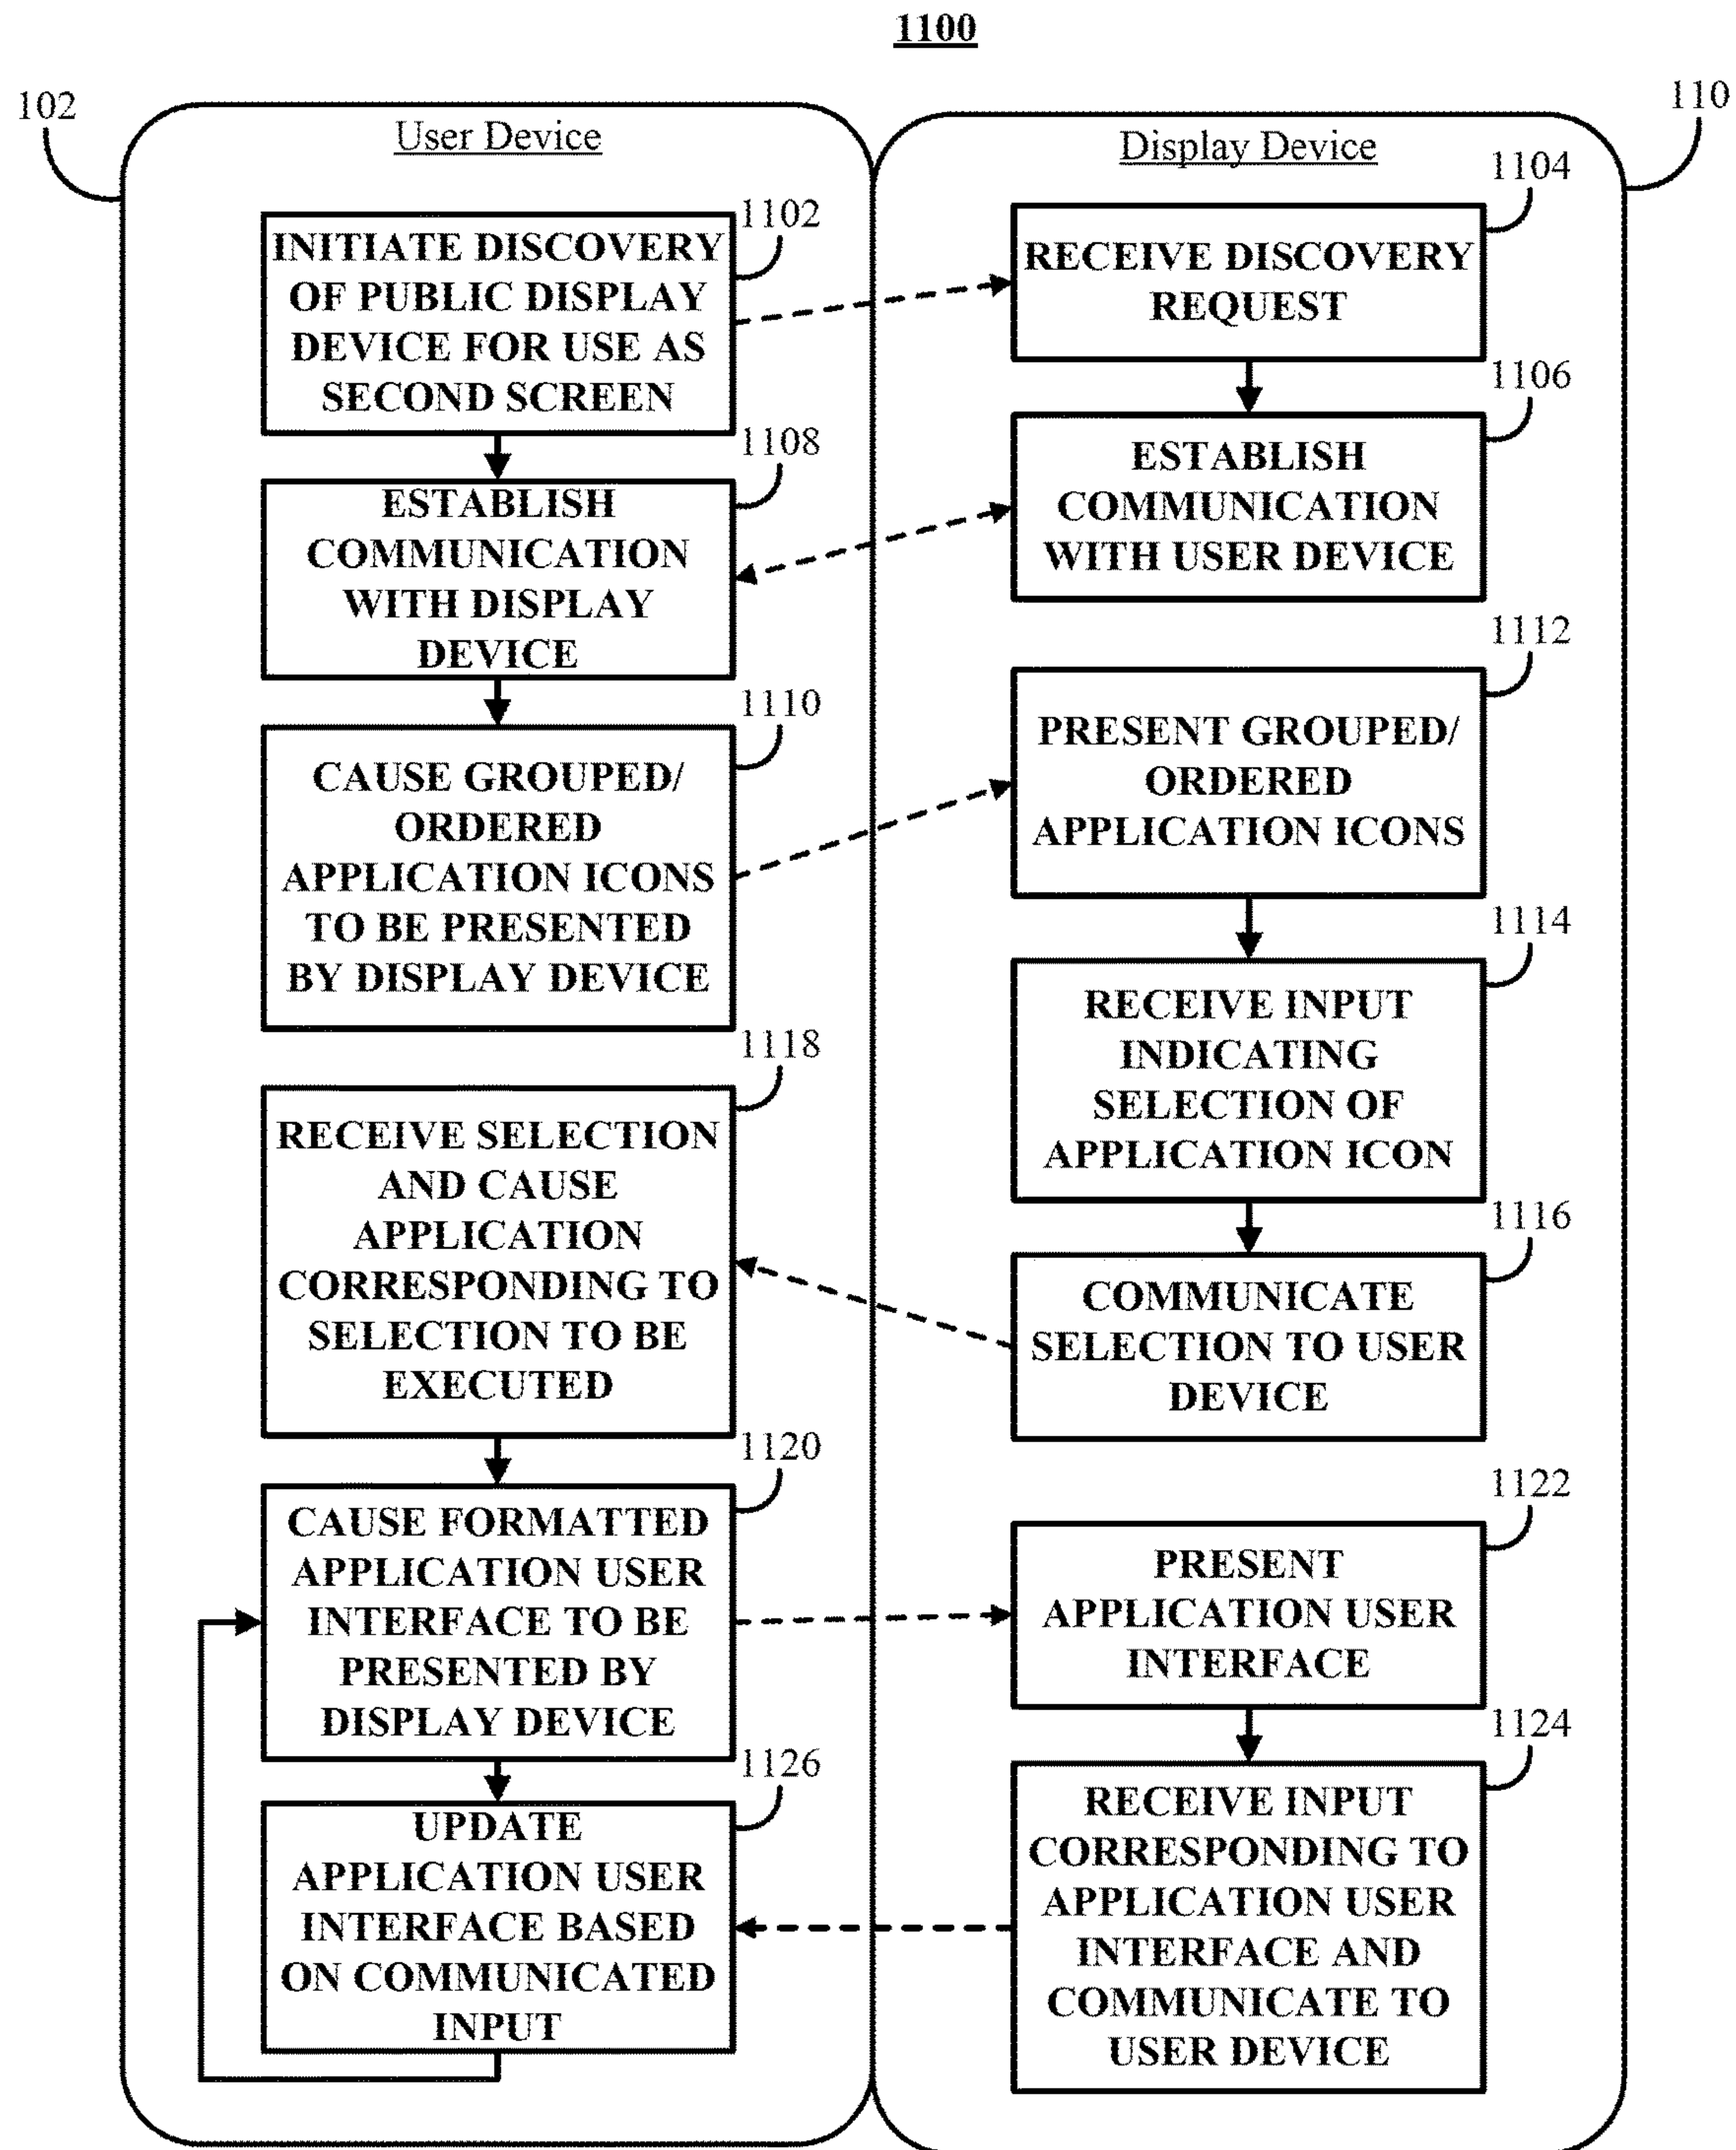 1100
102
User Device
1102
INITIATE DISCOVERY
OF PUBLIC DISPLAY
DEVICE FOR USE AS
SECOND SCREEN
1108
ESTABLISH
COMMUNICATION
WITH DISPLAY
DEVICE
1110
CAUSE GROUPED/
ORDERED
APPLICATION ICONS
TO BE PRESENTED
BY DISPLAY DEVICE
1118
RECEIVE SELECTION
AND CAUSE
APPLICATION
CORRESPONDING TO
SELECTION TO BE
EXECUTED
1120
CAUSE FORMATTED
APPLICATION USER
INTERFACE TO BE
PRESENTED BY
DISPLAY DEVICE
1126
UPDATE
APPLICATION USER
INTERFACE BASED
ON COMMUNICATED
INPUT
110
Display Device
1104
RECEIVE DISCOVERY
REQUEST
1106
ESTABLISH
COMMUNICATION
WITH USER DEVICE
1112
PRESENT GROUPED/
ORDERED
APPLICATION ICONS
1114
RECEIVE INPUT
INDICATING
SELECTION OF
APPLICATION ICON
1116
COMMUNICATE
SELECTION TO USER
DEVICE
1122
PRESENT
APPLICATION USER
INTERFACE
1124
RECEIVE INPUT
CORRESPONDING TO
APPLICATION USER
INTERFACE AND
COMMUNICATE TO
USER DEVICE